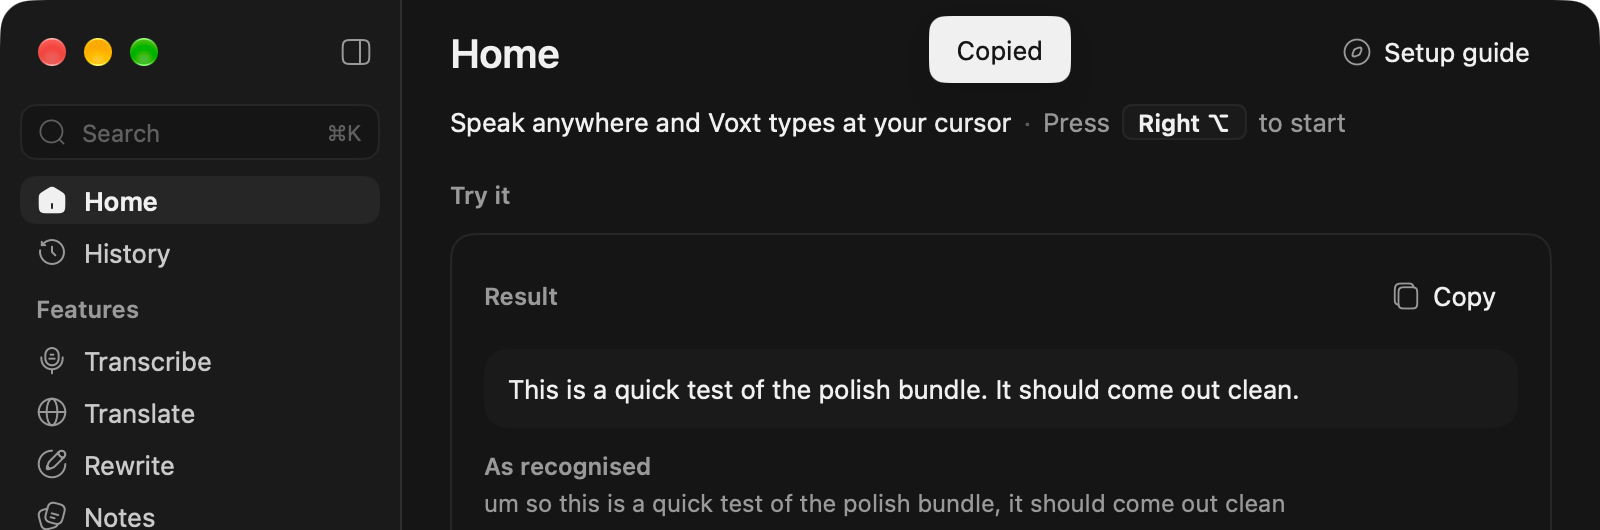 Home
Copied
Setup guide
Search ⌘K
Speak anywhere and Voxt types at your cursor · Press Right ⌥ to start
Home
Try it
History
Result
Copy
Features
Transcribe
This is a quick test of the polish bundle. It should come out clean.
Translate
Rewrite
As recognised
um so this is a quick test of the polish bundle, it should come out clean
Notes